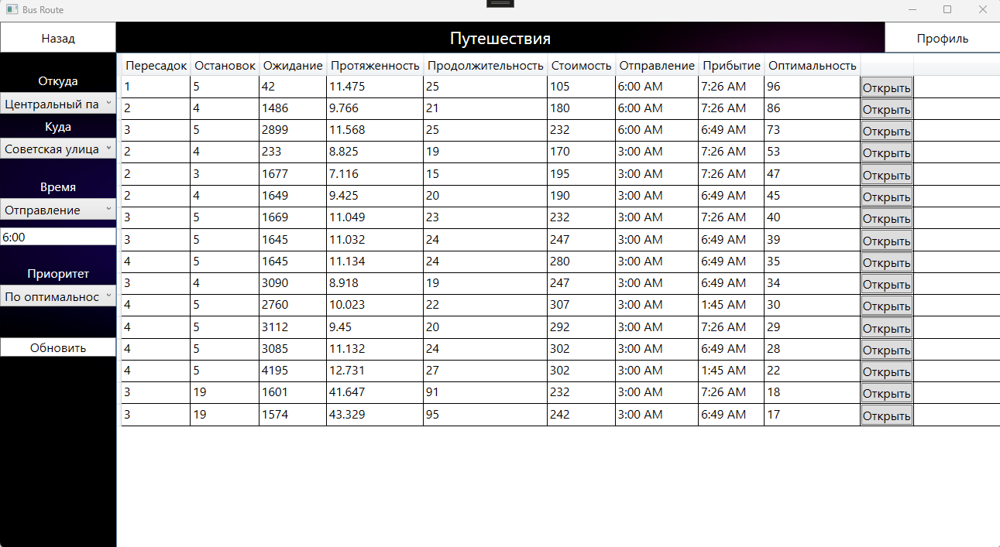 Bus Route
Назад
Путешествия
Профиль
Откуда
Центральный па
Куда
Советская улица
Время
Отправление
6:00
Приоритет
По оптимальнос
Обновить
Пересадок Остановок Ожидание Протяженность Продолжительность Стоимость Отправление Прибытие Оптимальность
1 5 42 11.475 25 105 6:00 AM 7:26 AM 96 Открыть
2 4 1486 9.766 21 180 6:00 AM 7:26 AM 86 Открыть
3 5 2899 11.568 25 232 6:00 AM 6:49 AM 73 Открыть
2 4 233 8.825 19 170 3:00 AM 7:26 AM 53 Открыть
2 3 1677 7.116 15 195 3:00 AM 7:26 AM 47 Открыть
2 4 1649 9.425 20 190 3:00 AM 6:49 AM 45 Открыть
3 5 1669 11.049 23 232 3:00 AM 7:26 AM 40 Открыть
3 5 1645 11.032 24 247 3:00 AM 6:49 AM 39 Открыть
4 5 1645 11.134 24 280 3:00 AM 6:49 AM 35 Открыть
3 4 3090 8.918 19 247 3:00 AM 6:49 AM 34 Открыть
4 5 2760 10.023 22 307 3:00 AM 1:45 AM 30 Открыть
4 5 3112 9.45 20 292 3:00 AM 7:26 AM 29 Открыть
4 5 3085 11.132 24 302 3:00 AM 6:49 AM 28 Открыть
4 5 4195 12.731 27 302 3:00 AM 1:45 AM 22 Открыть
3 19 1601 41.647 91 232 3:00 AM 7:26 AM 18 Открыть
3 19 1574 43.329 95 242 3:00 AM 6:49 AM 17 Открыть